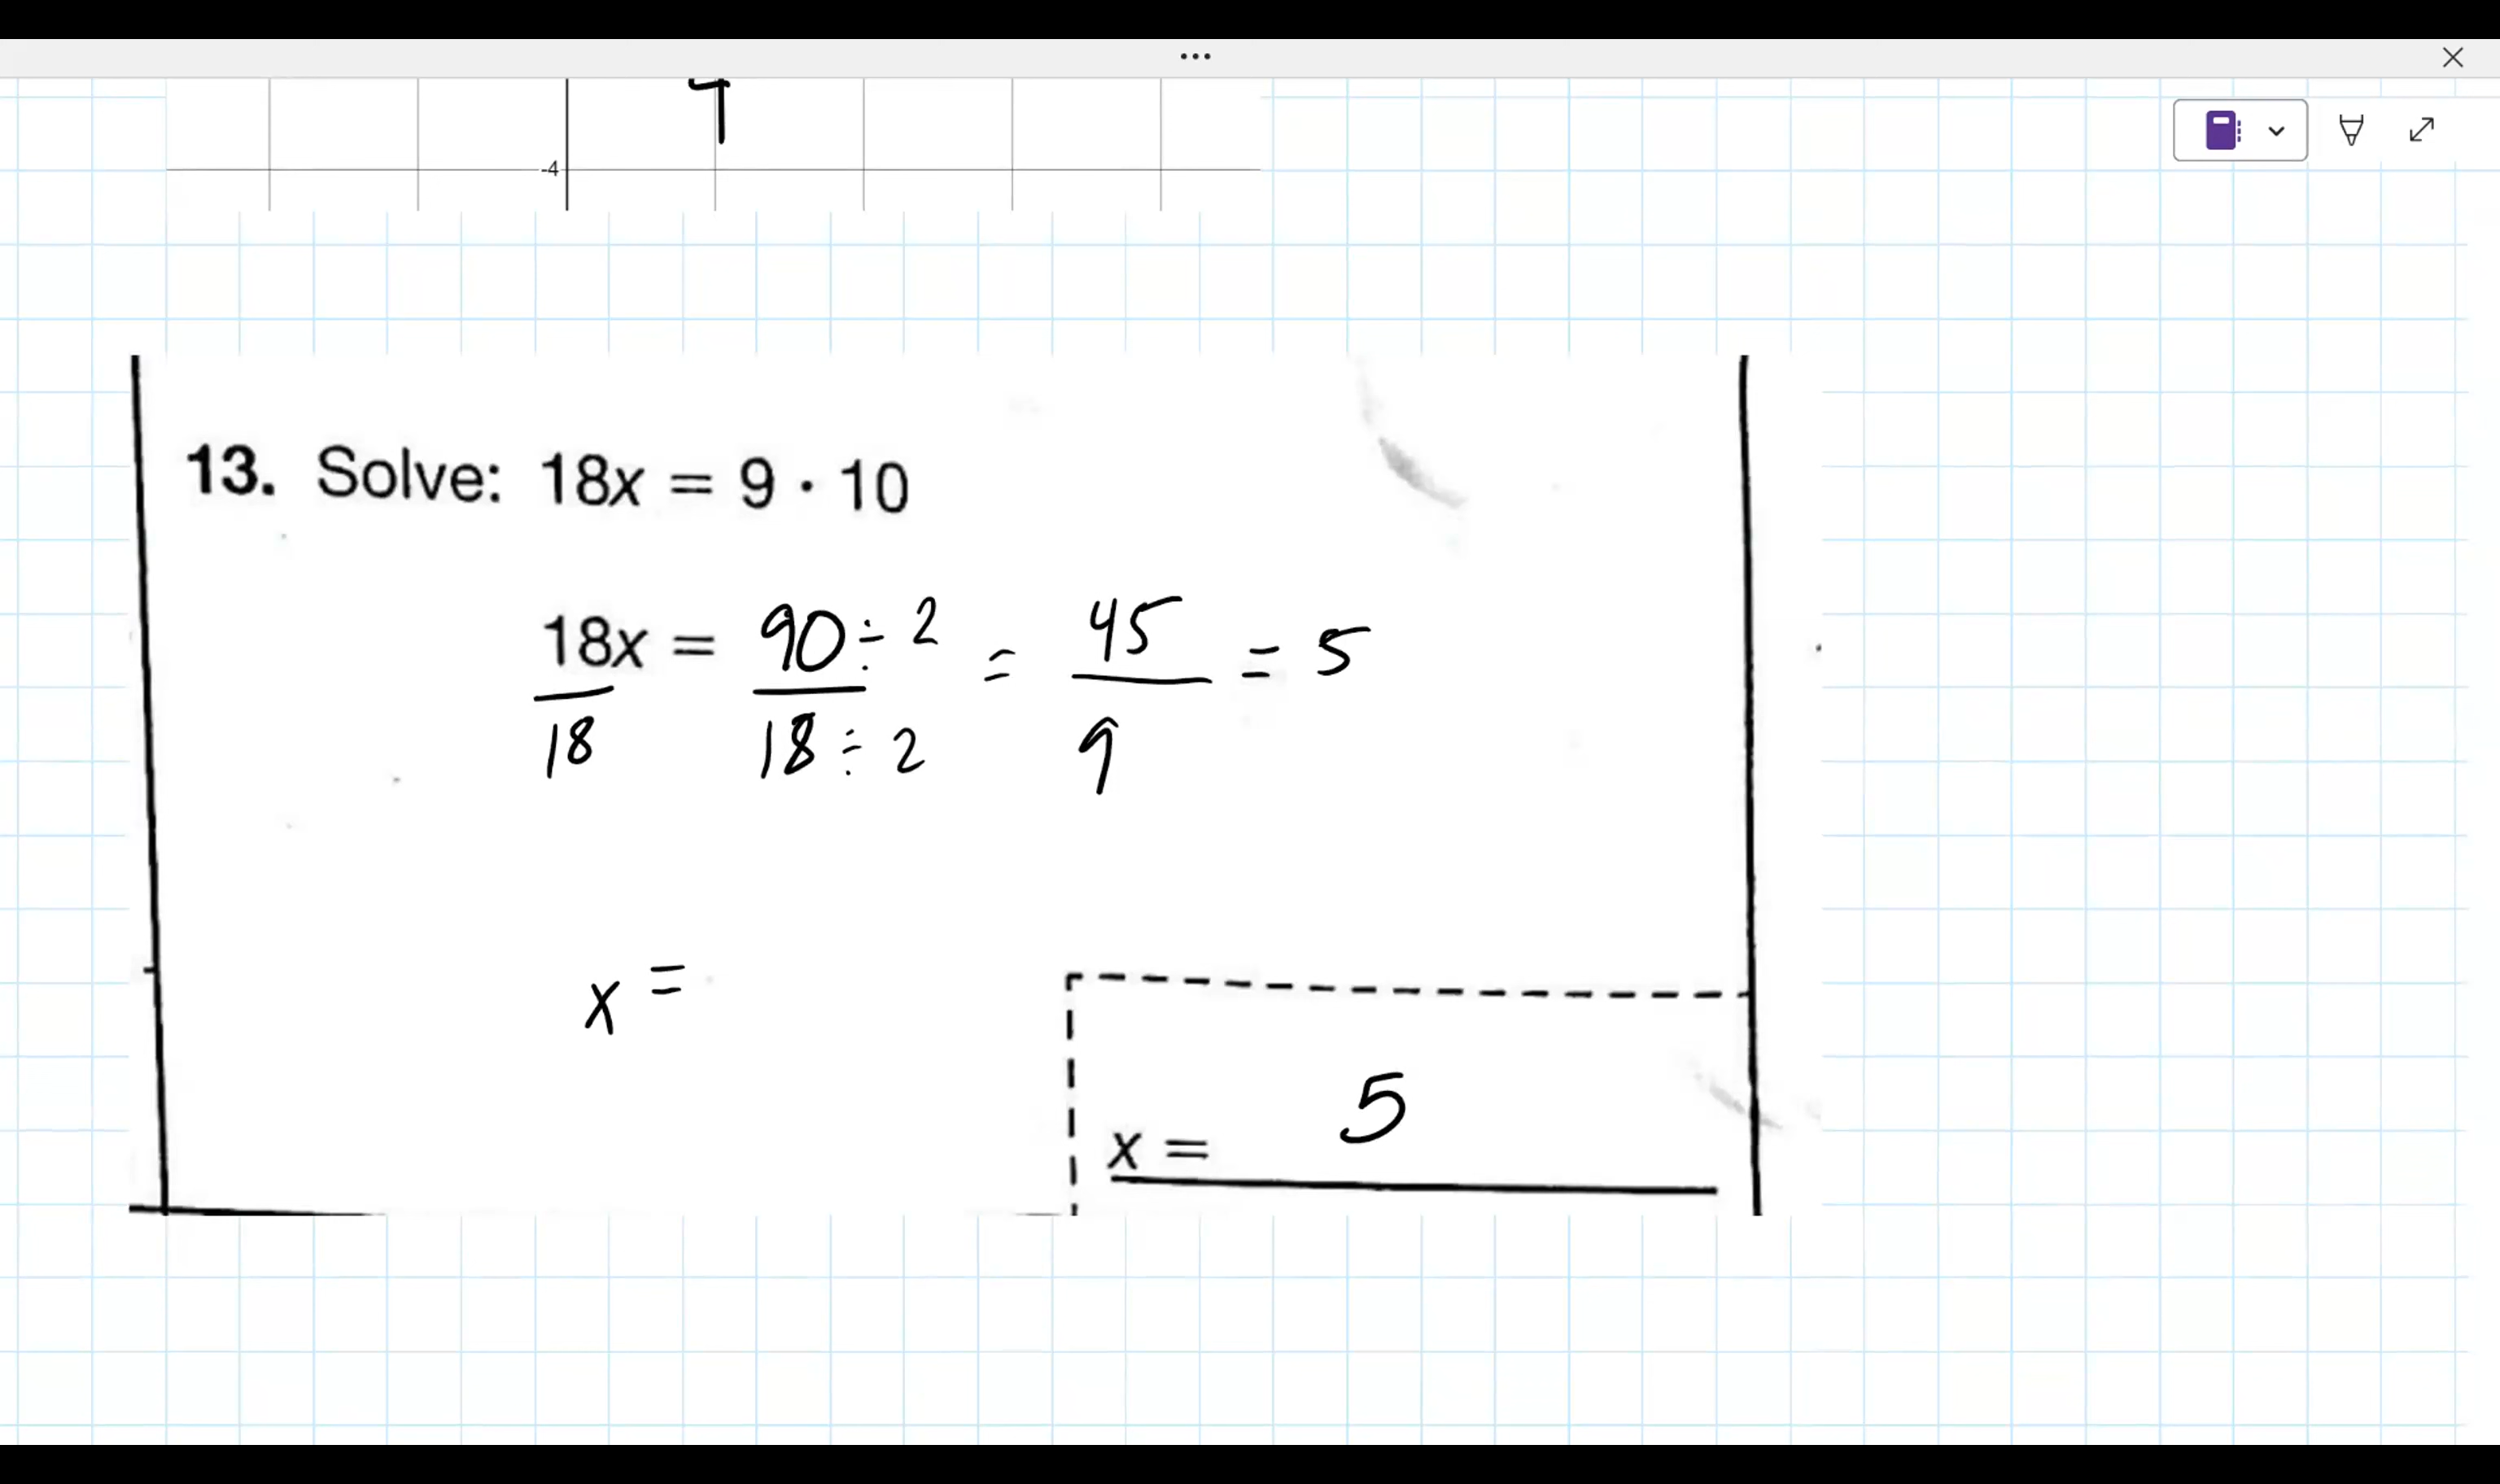 -4
13. Solve: 18x = 9 · 10
18x = 90 ÷ 2 = 45 = 5
18 18 ÷ 2 9
x =
5
x =